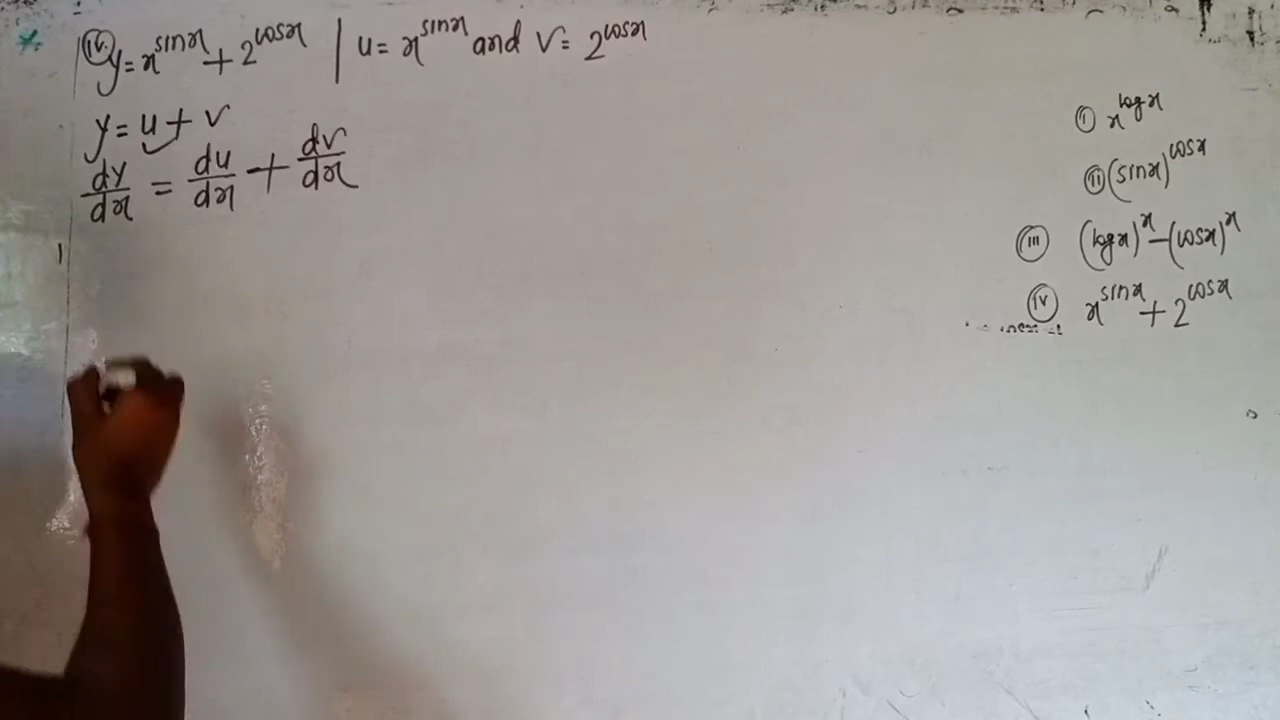 (iv) y = x^sinx + 2^cosx | u = x^sinx and v = 2^cosx
y = u + v
dy/dx = du/dx + dv/dx
(i) x^logx
(ii) (sinx)^cosx
(iii) (logx)^x - (cosx)^x
(iv) x^sinx + 2^cosx